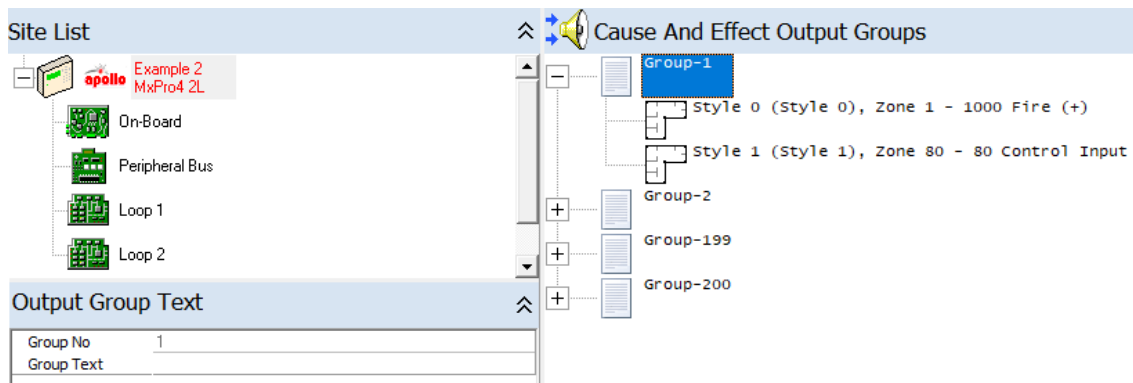 Site List
apollo
Example 2
MxPro4 2L
On-Board
Peripheral Bus
Loop 1
Loop 2
Output Group Text
Group No 1
Group Text
Cause And Effect Output Groups
Group-1
Style 0 (Style 0), Zone 1 - 1000 Fire (+)
Style 1 (Style 1), Zone 80 - 80 Control Input
Group-2
Group-199
Group-200